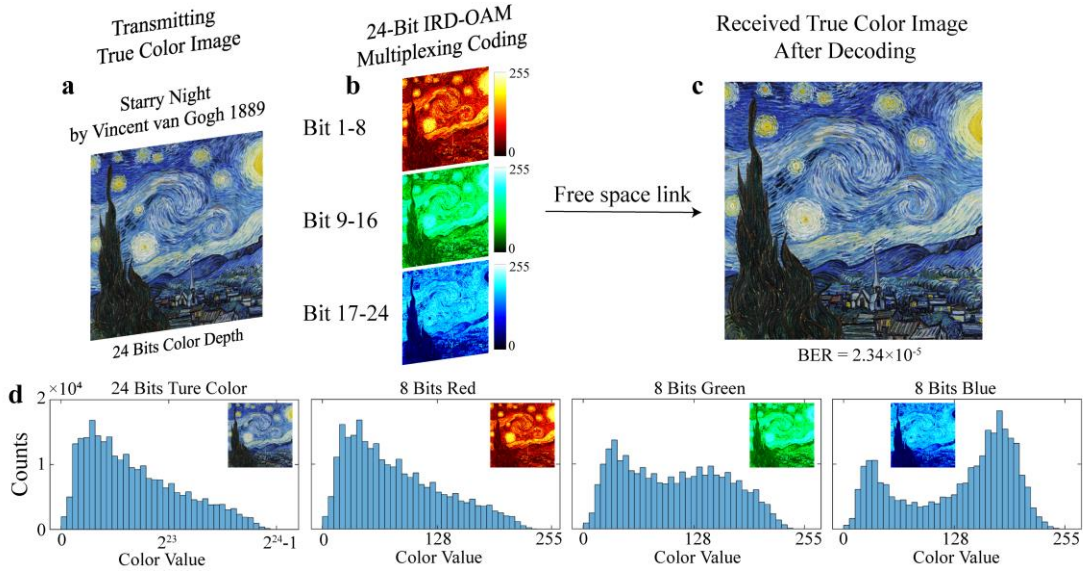 Transmitting
True Color Image
a
Starry Night
by Vincent van Gogh 1889
24 Bits Color Depth
24-Bit IRD-OAM
Multiplexing Coding
b
Bit 1-8
255
0
Bit 9-16
255
0
Bit 17-24
255
0
Free space link
Received True Color Image
After Decoding
c
BER = 2.34×10⁻⁵
d
×10⁴
24 Bits Ture Color
2
1
0
Counts
0
2²³
2²⁴-1
Color Value
8 Bits Red
0
128
255
Color Value
8 Bits Green
0
128
255
Color Value
8 Bits Blue
0
128
255
Color Value